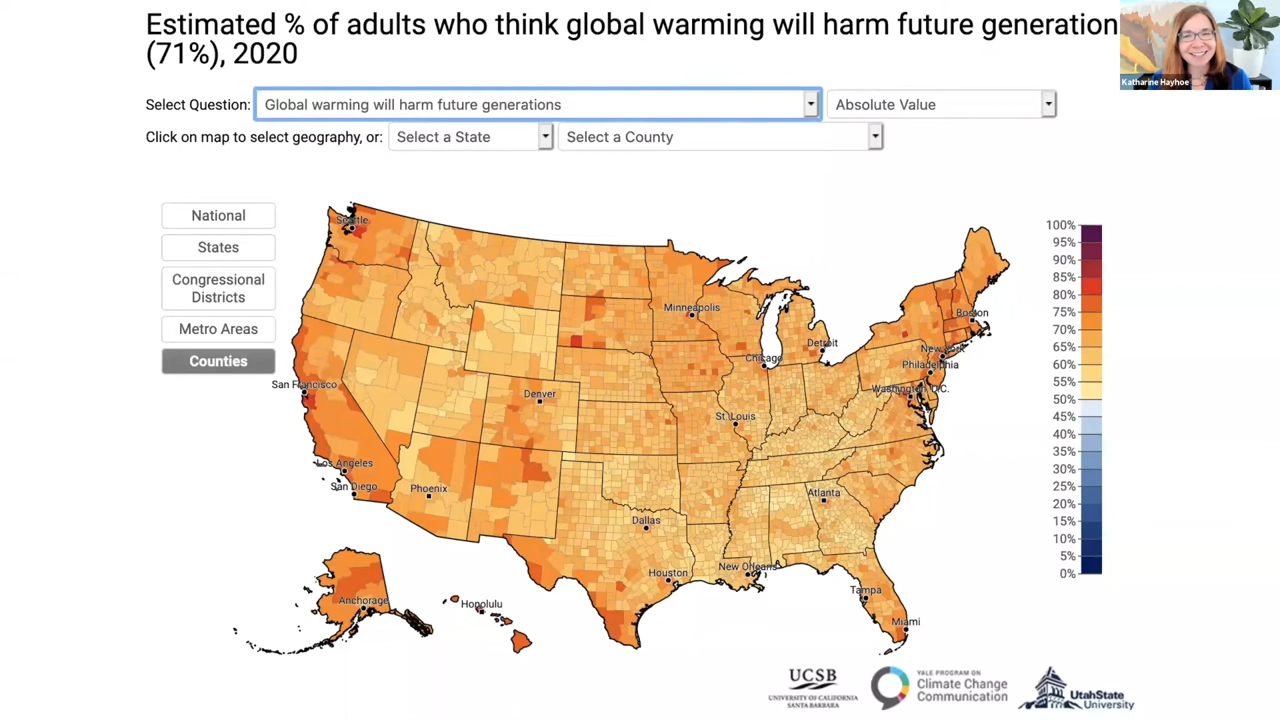 Estimated % of adults who think global warming will harm future generation
(71%), 2020
Katharine Hayhoe
Select Question:
Global warming will harm future generations
Absolute Value
Click on map to select geography, or:
Select a State
Select a County
National
States
Congressional
Districts
Metro Areas
Counties
Seattle
Minneapolis
Boston
Detroit
New York
Chicago
Philadelphia
San Francisco
Washington, D.C.
Denver
St. Louis
Los Angeles
San Diego
Phoenix
Atlanta
Dallas
Houston
New Orleans
Tampa
Anchorage
Honolulu
Miami
100%
95%
90%
85%
80%
75%
70%
65%
60%
55%
50%
45%
40%
35%
30%
25%
20%
15%
10%
5%
0%
UCSB
UNIVERSITY OF CALIFORNIA
SANTA BARBARA
YALE PROGRAM ON
Climate Change
Communication
UtahState
University